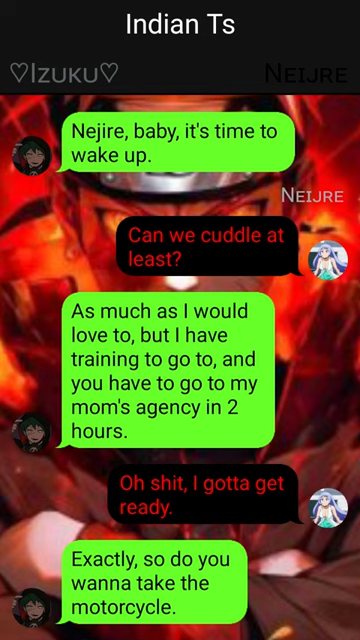 Indian Ts
♡Izuku♡ Neijre
Nejire, baby, it's time to
wake up.
Neijre
Can we cuddle at
least?
As much as I would
love to, but I have
training to go to, and
you have to go to my
mom's agency in 2
hours.
Oh shit, I gotta get
ready.
Exactly, so do you
wanna take the
motorcycle.